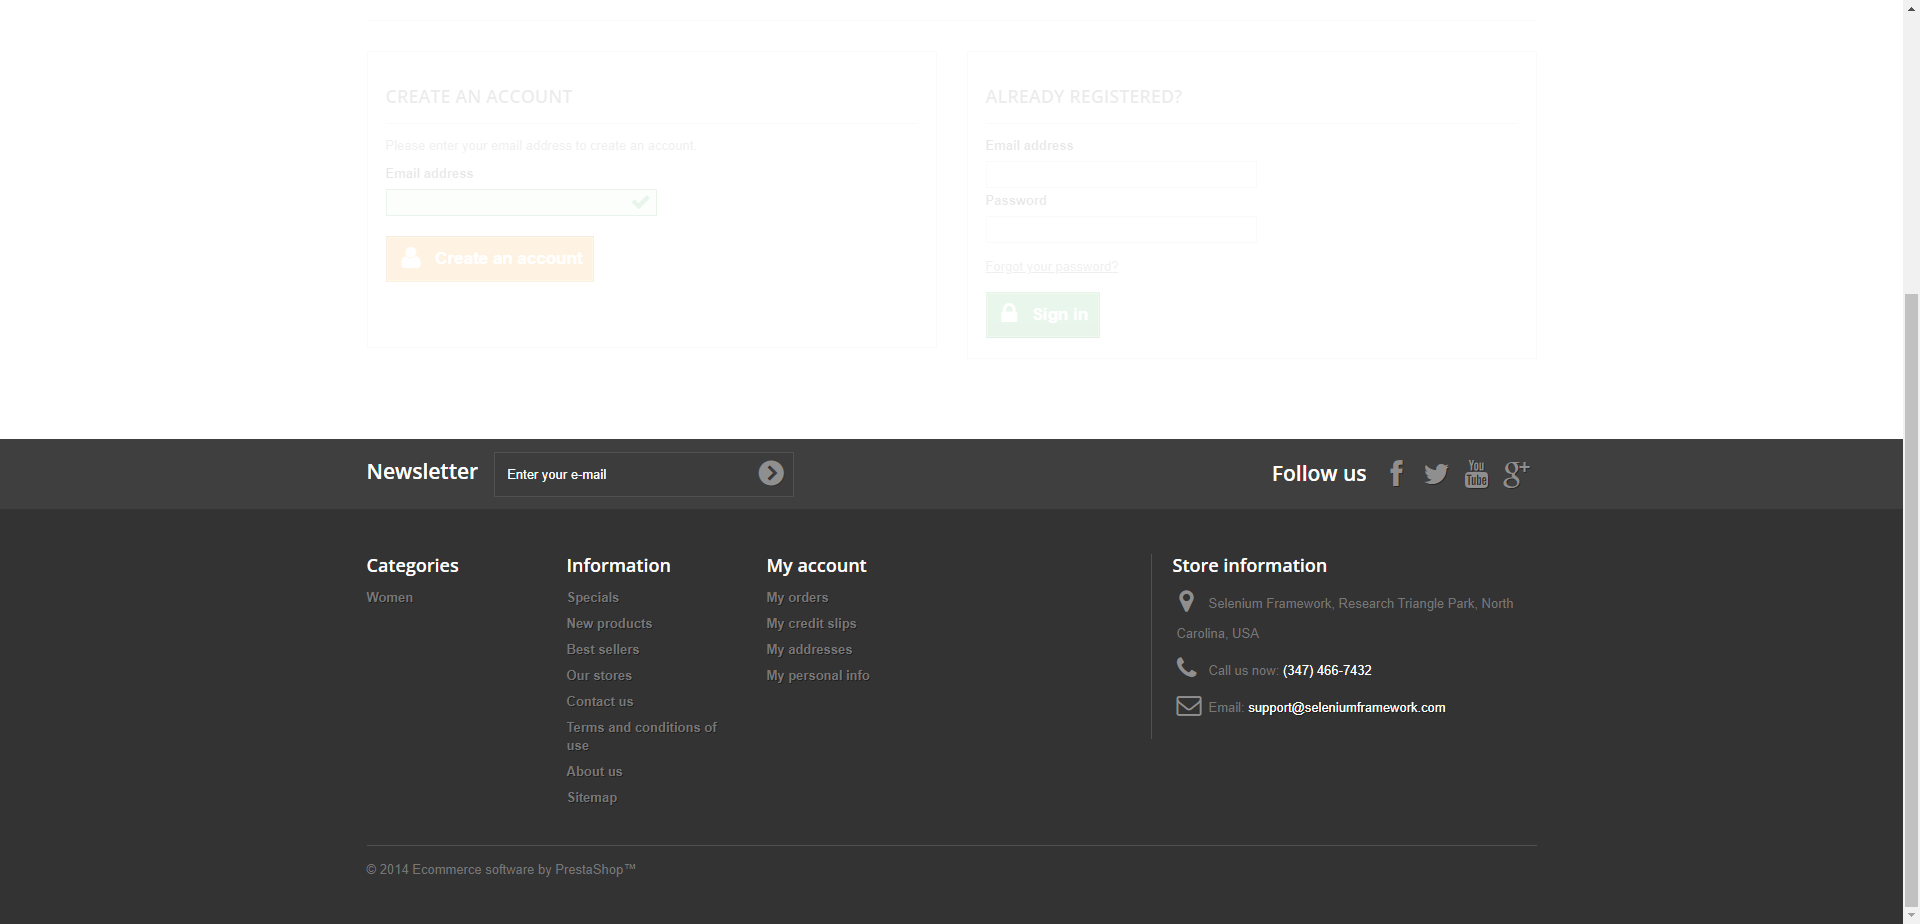 CREATE AN ACCOUNT
Please enter your email address to create an account.
Email address
Create an account
ALREADY REGISTERED?
Email address
Password
Forgot your password?
Sign in
Newsletter
Enter your e-mail
Follow us
You
Tube
g+
Categories
Women
Information
Specials
New products
Best sellers
Our stores
Contact us
Terms and conditions of
use
About us
Sitemap
My account
My orders
My credit slips
My addresses
My personal info
Store information
Selenium Framework, Research Triangle Park, North
Carolina, USA
Call us now: (347) 466-7432
Email: support@seleniumframework.com
© 2014 Ecommerce software by PrestaShop™